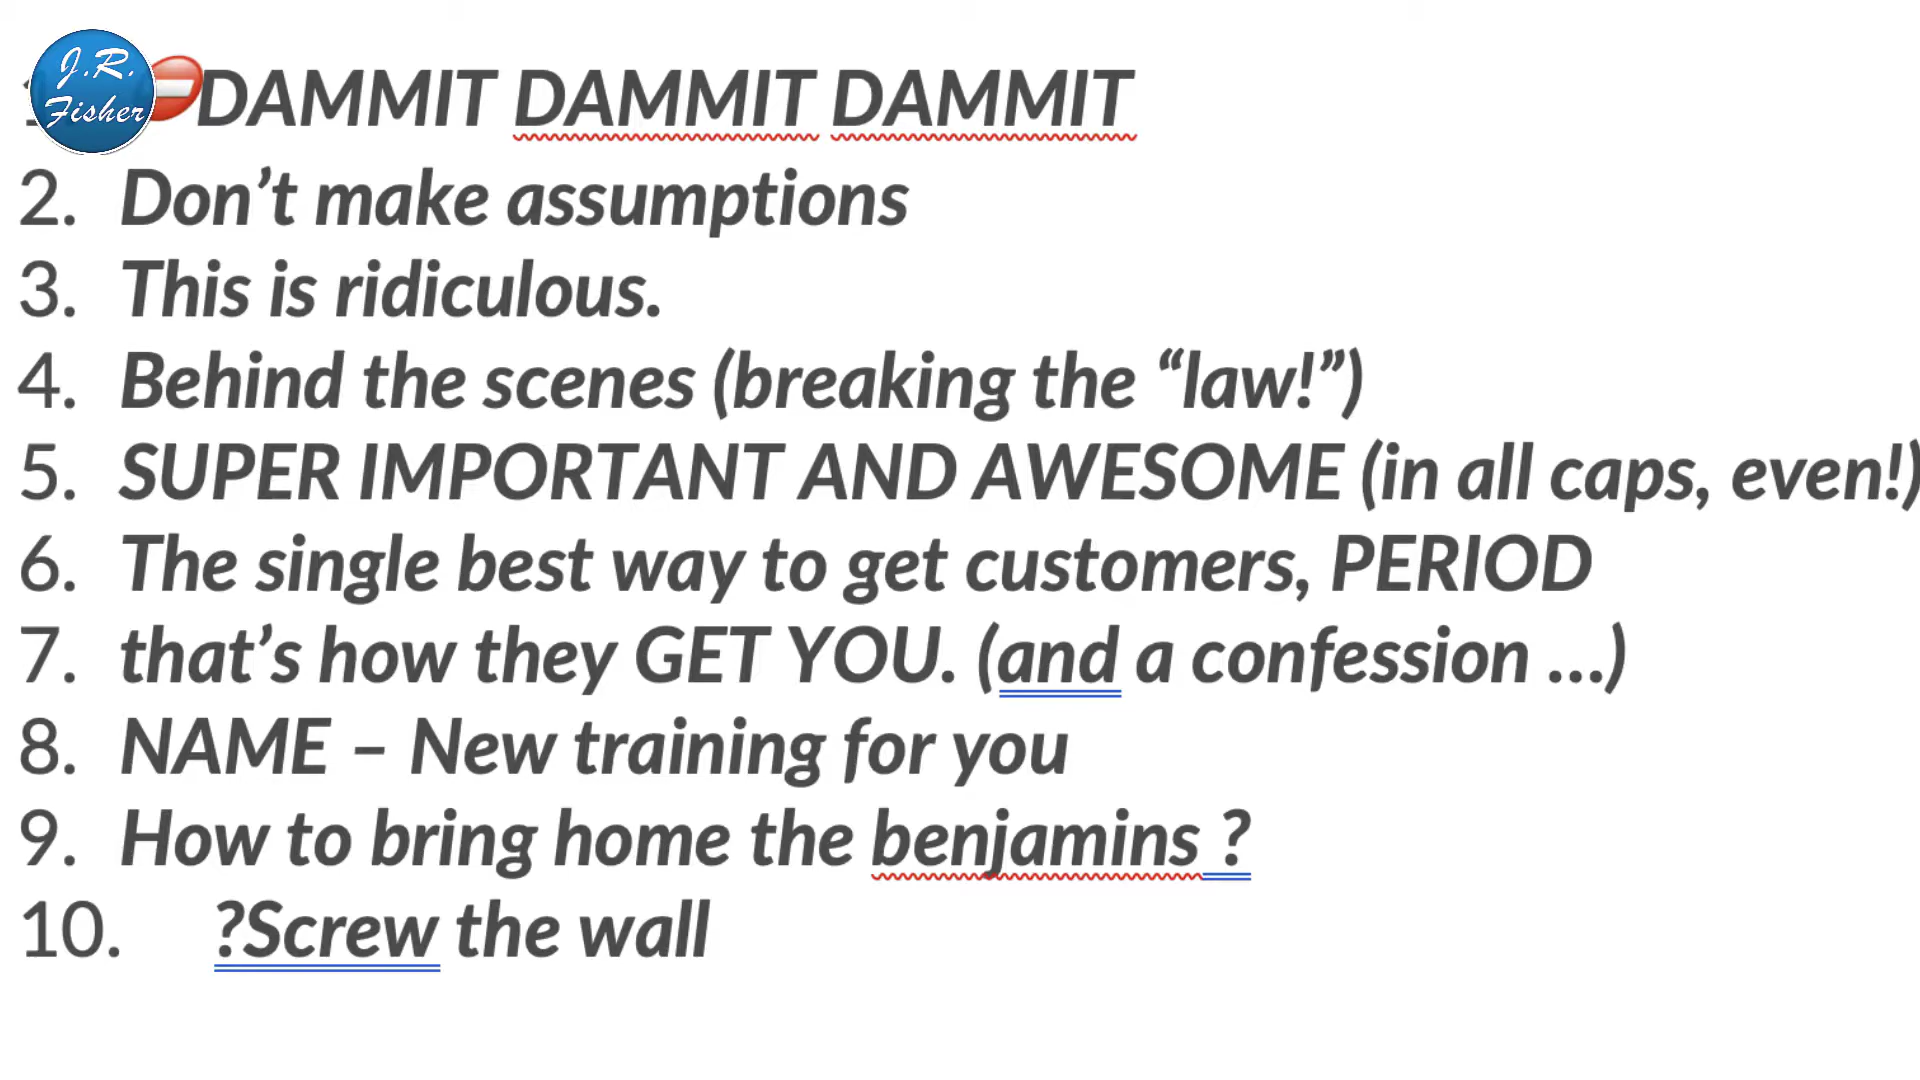 J.R.
Fisher
DAMMIT DAMMIT DAMMIT
2. Don’t make assumptions
3. This is ridiculous.
4. Behind the scenes (breaking the “law!”)
5. SUPER IMPORTANT AND AWESOME (in all caps, even!)
6. The single best way to get customers, PERIOD
7. that’s how they GET YOU. (and a confession ...)
8. NAME – New training for you
9. How to bring home the benjamins ?
10. ?Screw the wall